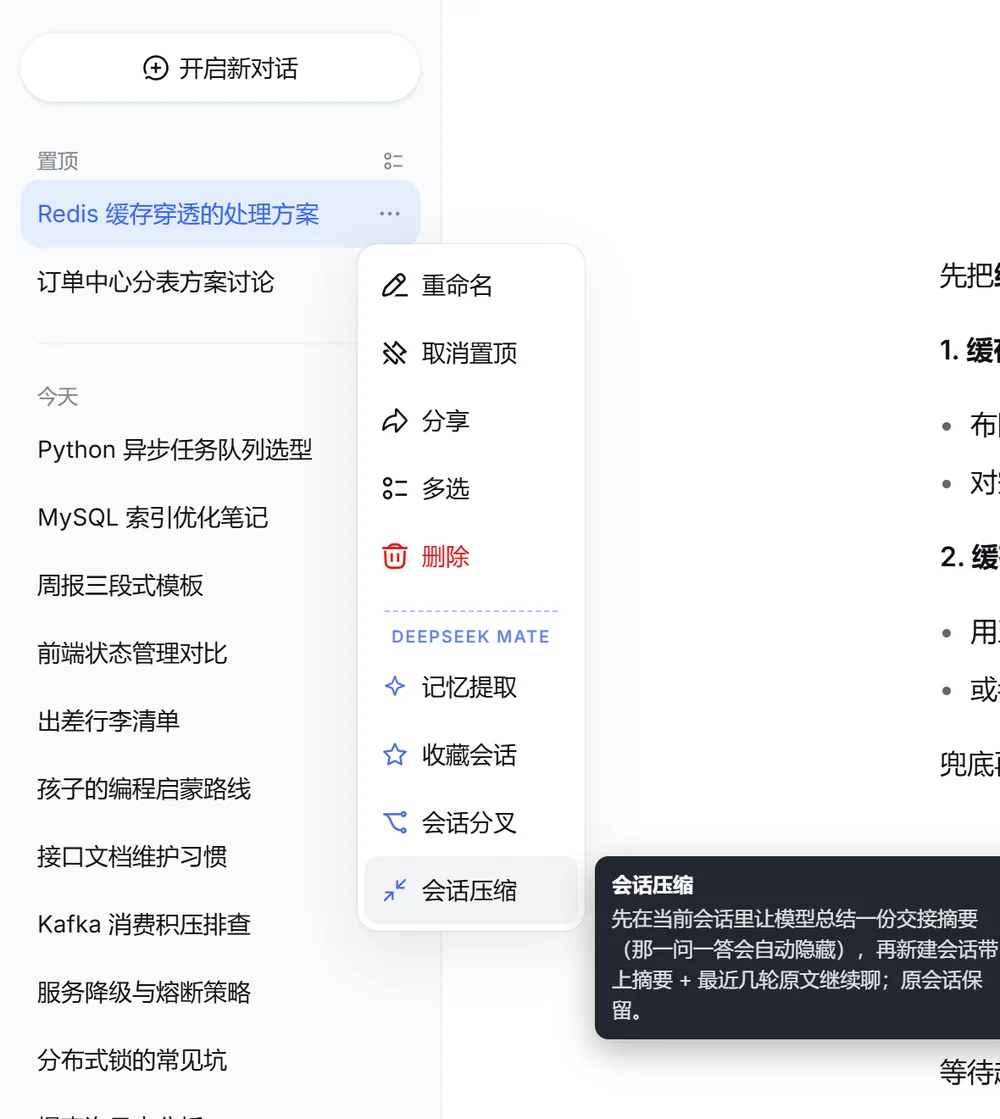 开启新对话
置顶
Redis 缓存穿透的处理方案
订单中心分表方案讨论
今天
Python 异步任务队列选型
MySQL 索引优化笔记
周报三段式模板
前端状态管理对比
出差行李清单
孩子的编程启蒙路线
接口文档维护习惯
Kafka 消费积压排查
服务降级与熔断策略
分布式锁的常见坑
重命名
取消置顶
分享
多选
删除
DEEPSEEK MATE
记忆提取
收藏会话
会话分叉
会话压缩
会话压缩
先在当前会话里让模型总结一份交接摘要
（那一问一答会自动隐藏），再新建会话带
上摘要 + 最近几轮原文继续聊；原会话保
留。
先把
1. 缓存
布
对
2. 缓
用
或
兜底
等待